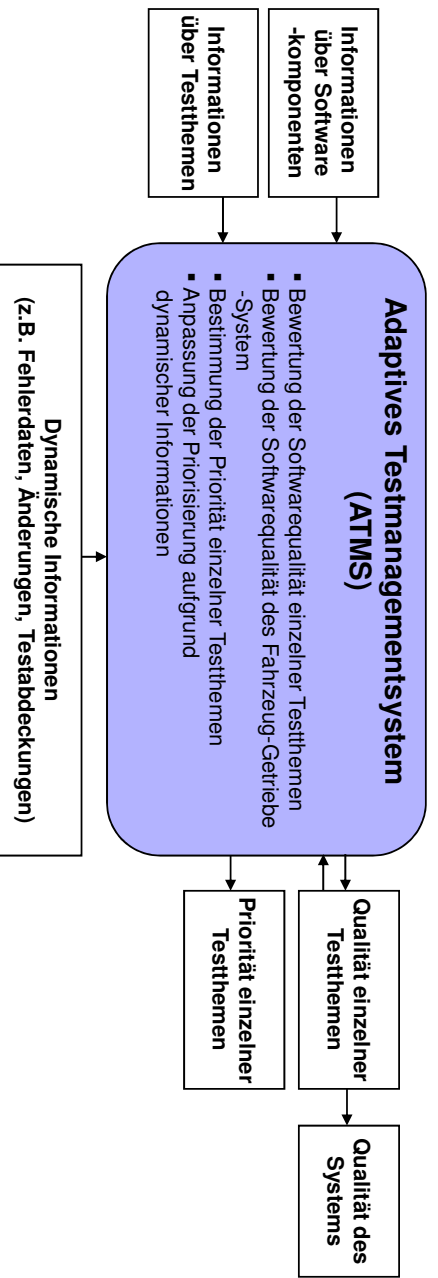 Informationen
über Software
-komponenten
Informationen
über Testthemen
Adaptives Testmanagementsystem
(ATMS)
▪ Bewertung der Softwarequalität einzelner Testthemen
▪ Bewertung der Softwarequalität des Fahrzeug-Getriebe
-System
▪ Bestimmung der Priorität einzelner Testthemen
▪ Anpassung der Priorisierung aufgrund
dynamischer Informationen
Qualität einzelner
Testthemen
Qualität des
Systems
Priorität einzelner
Testthemen
Dynamische Informationen
(z.B. Fehlerdaten, Änderungen, Testabdeckungen)